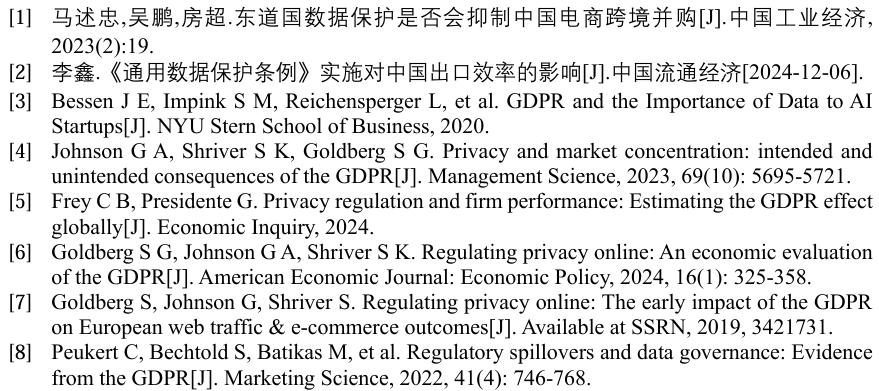 [1] 马述忠,吴鹏,房超.东道国数据保护是否会抑制中国电商跨境并购[J].中国工业经济,
2023(2):19.
[2] 李鑫.《通用数据保护条例》实施对中国出口效率的影响[J].中国流通经济[2024-12-06].
[3] Bessen J E, Impink S M, Reichensperger L, et al. GDPR and the Importance of Data to AI
Startups[J]. NYU Stern School of Business, 2020.
[4] Johnson G A, Shriver S K, Goldberg S G. Privacy and market concentration: intended and
unintended consequences of the GDPR[J]. Management Science, 2023, 69(10): 5695-5721.
[5] Frey C B, Presidente G. Privacy regulation and firm performance: Estimating the GDPR effect
globally[J]. Economic Inquiry, 2024.
[6] Goldberg S G, Johnson G A, Shriver S K. Regulating privacy online: An economic evaluation
of the GDPR[J]. American Economic Journal: Economic Policy, 2024, 16(1): 325-358.
[7] Goldberg S, Johnson G, Shriver S. Regulating privacy online: The early impact of the GDPR
on European web traffic & e-commerce outcomes[J]. Available at SSRN, 2019, 3421731.
[8] Peukert C, Bechtold S, Batikas M, et al. Regulatory spillovers and data governance: Evidence
from the GDPR[J]. Marketing Science, 2022, 41(4): 746-768.